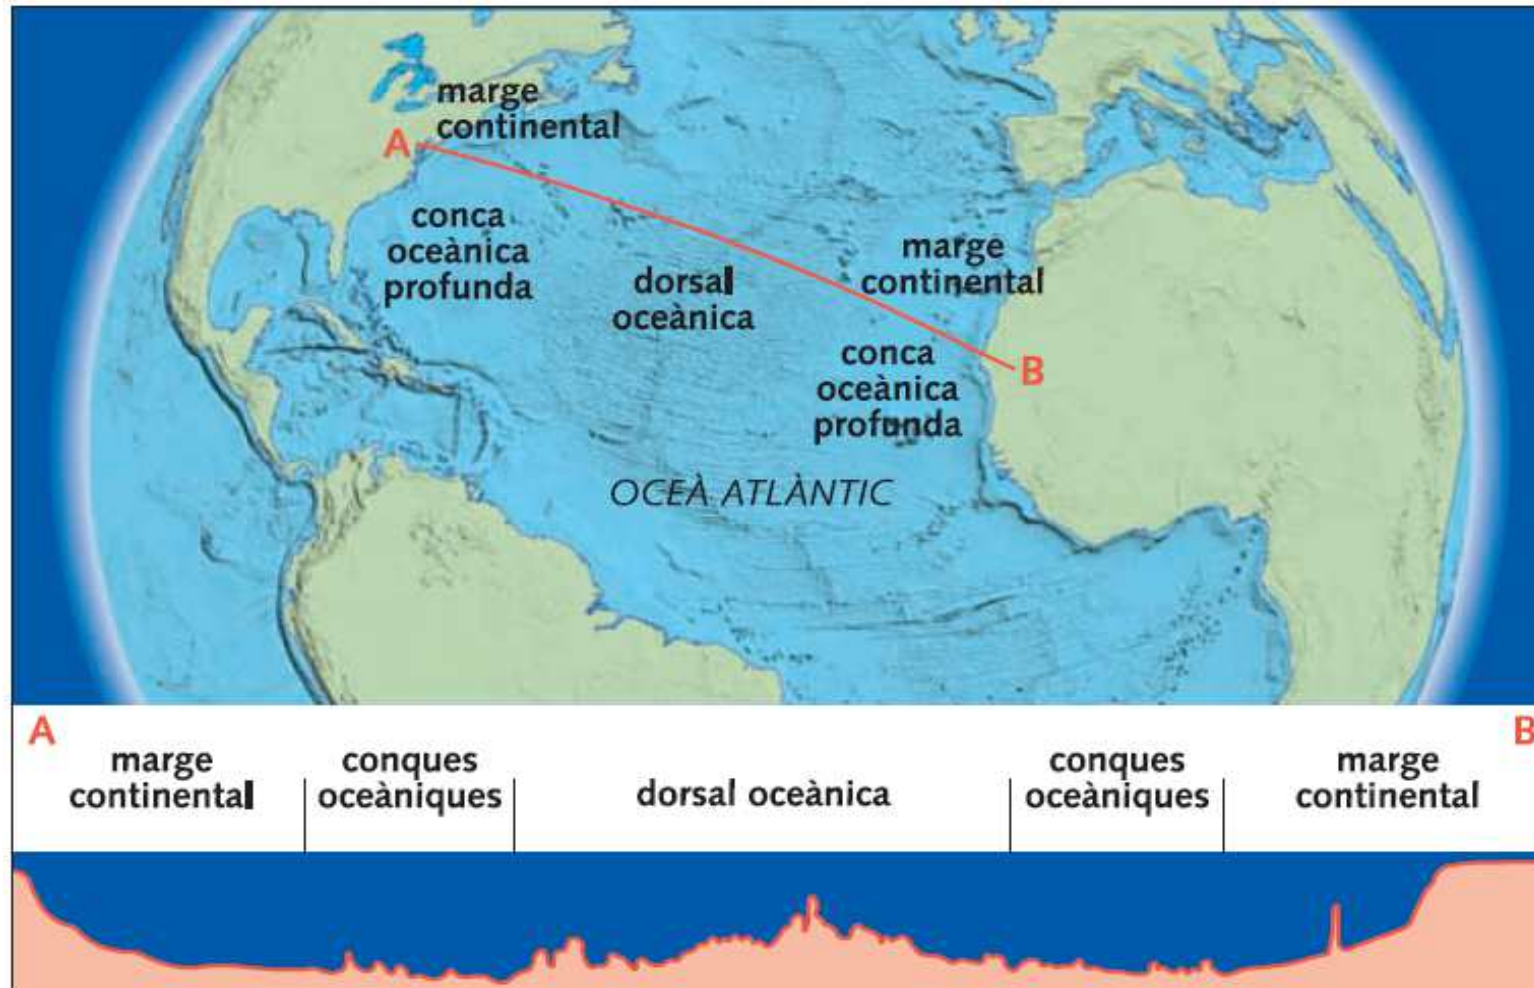 marge
continental
A
conca
oceànica
profunda
dorsal
oceànica
marge
continental
conca
oceànica
profunda
B
OCEÀ ATLÀNTIC
A
B
marge
continental
conques
oceàniques
dorsal oceànica
conques
oceàniques
marge
continental